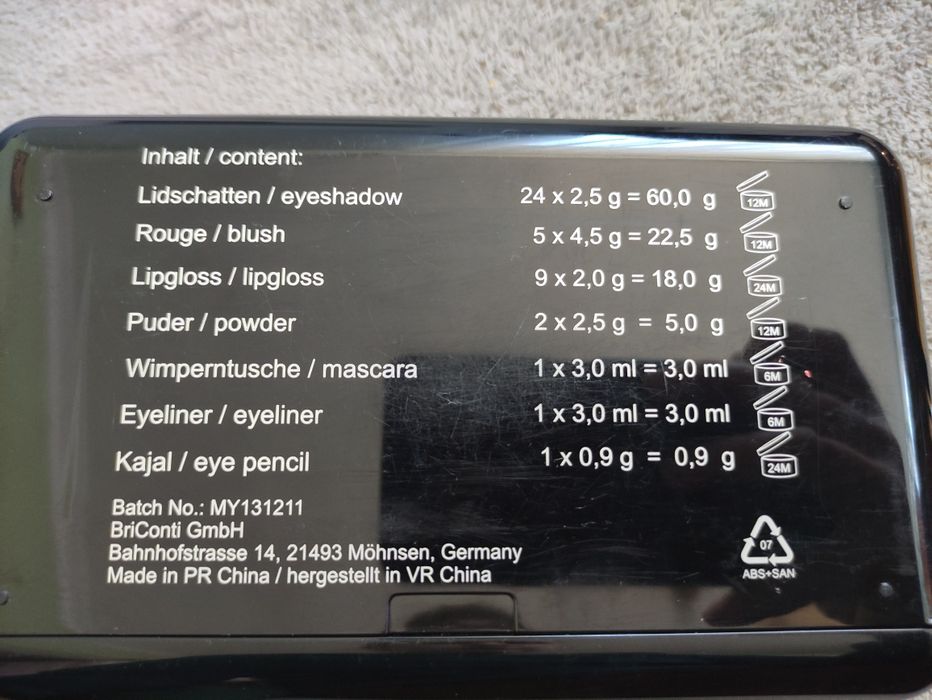 Inhalt / content:
Lidschatten / eyeshadow 24 x 2,5 g = 60,0 g 12M
Rouge / blush 5 x 4,5 g = 22,5 g 12M
Lipgloss / lipgloss 9 x 2,0 g = 18,0 g 24M
Puder / powder 2 x 2,5 g = 5,0 g 12M
Wimperntusche / mascara 1 x 3,0 ml = 3,0 ml 6M
Eyeliner / eyeliner 1 x 3,0 ml = 3,0 ml 6M
Kajal / eye pencil 1 x 0,9 g = 0,9 g 24M
Batch No.: MY131211
BriConti GmbH
Bahnhofstrasse 14, 21493 Möhnsen, Germany
Made in PR China / hergestellt in VR China
07
ABS+SAN